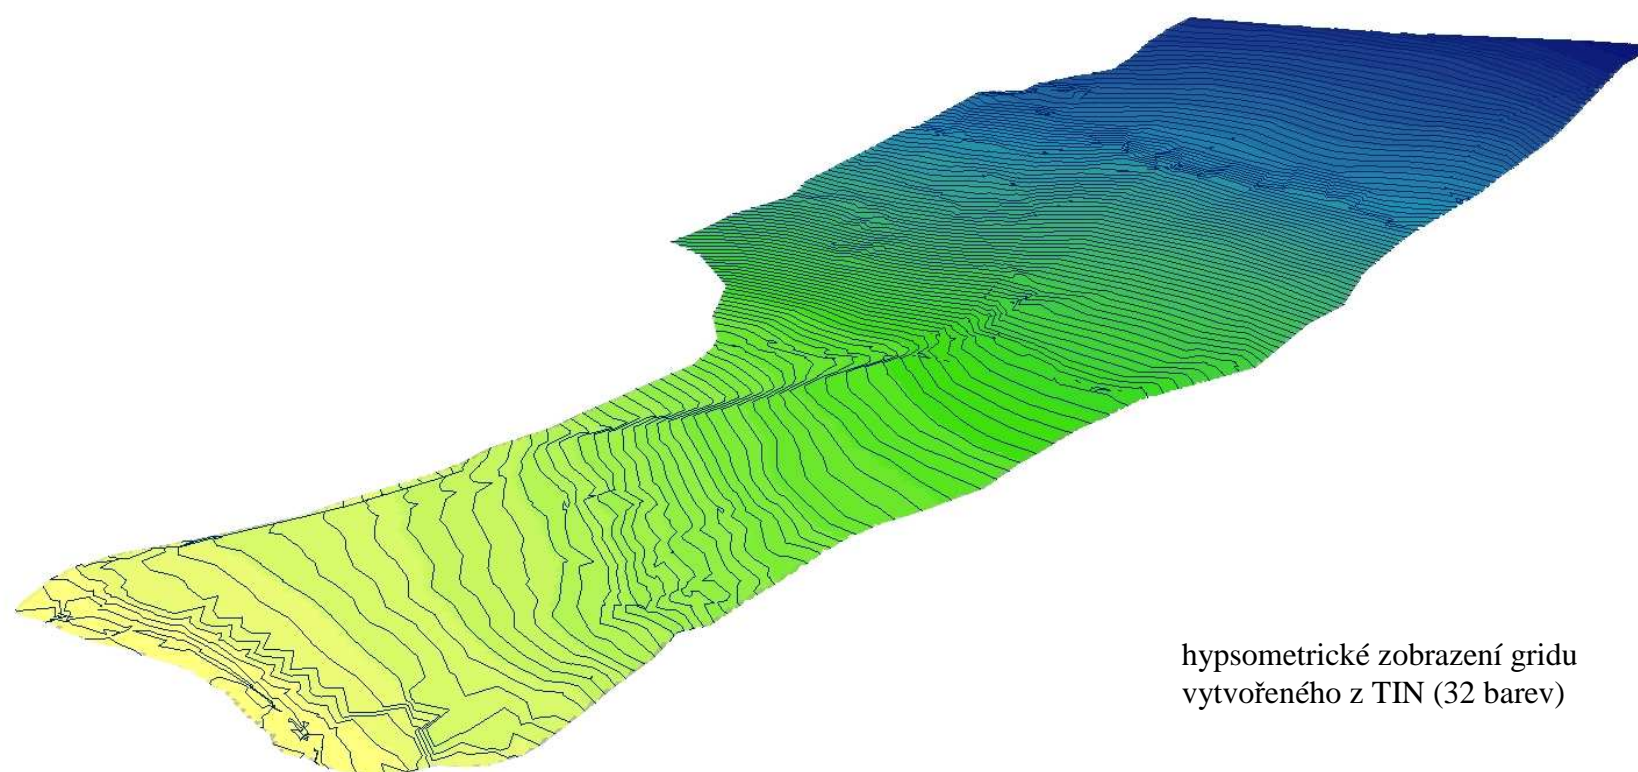 hypsometrické zobrazení gridu
vytvořeného z TIN (32 barev)